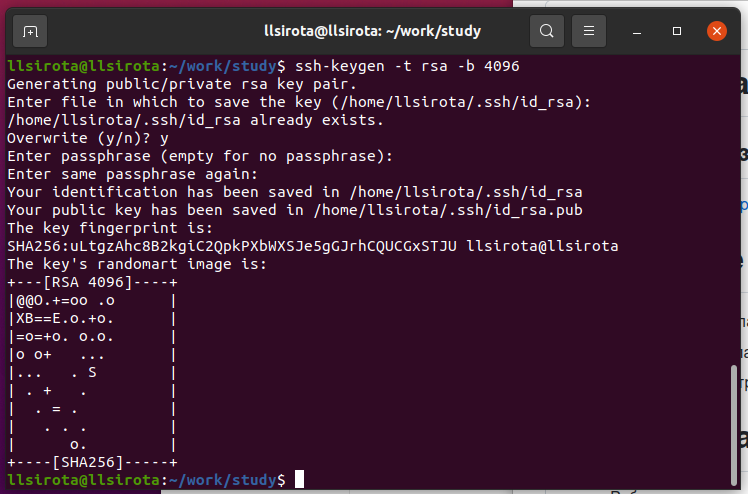 llsirota@llsirota: ~/work/study
llsirota@llsirota:~/work/study$ ssh-keygen -t rsa -b 4096
Generating public/private rsa key pair.
Enter file in which to save the key (/home/llsirota/.ssh/id_rsa):
/home/llsirota/.ssh/id_rsa already exists.
Overwrite (y/n)? y
Enter passphrase (empty for no passphrase):
Enter same passphrase again:
Your identification has been saved in /home/llsirota/.ssh/id_rsa
Your public key has been saved in /home/llsirota/.ssh/id_rsa.pub
The key fingerprint is:
SHA256:uLtgzAhc8B2kgiC2QpkPXbWXSJe5gGJrhCQUCGxSTJU llsirota@llsirota
The key's randomart image is:
+---[RSA 4096]----+
|@@O.+=oo .o      |
|XB==E.o.+o.      |
|=o=+o. o.o.      |
|o o+   ...       |
|...   . S        |
| . +   .         |
|  . = .          |
|   . . .         |
|      o.         |
+----[SHA256]-----+
llsirota@llsirota:~/work/study$